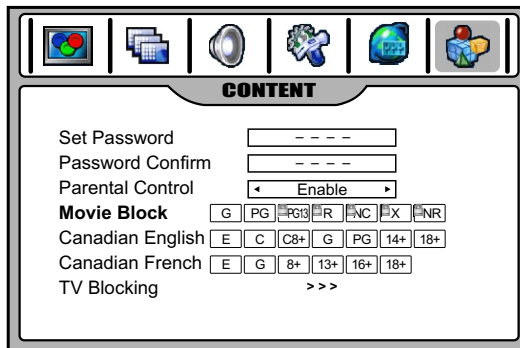 CONTENT
Set Password – – – –
Password Confirm – – – –
Parental Control Enable
Movie Block G PG PG13 R NC X NR
Canadian English E C C8+ G PG 14+ 18+
Canadian French E G 8+ 13+ 16+ 18+
TV Blocking >>>